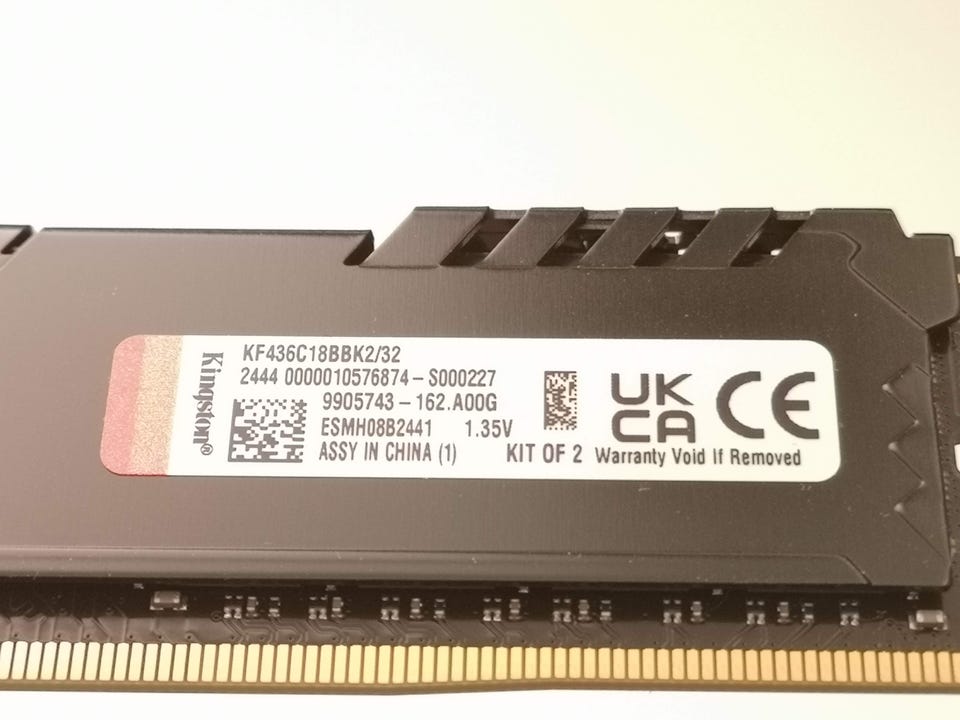 Kingston®
KF436C18BBK2/32
2444 0000010576874-S000227
9905743-162.A00G
ESMH08B2441 1.35V
ASSY IN CHINA (1) KIT OF 2
UK
CA
CE
Warranty Void If Removed